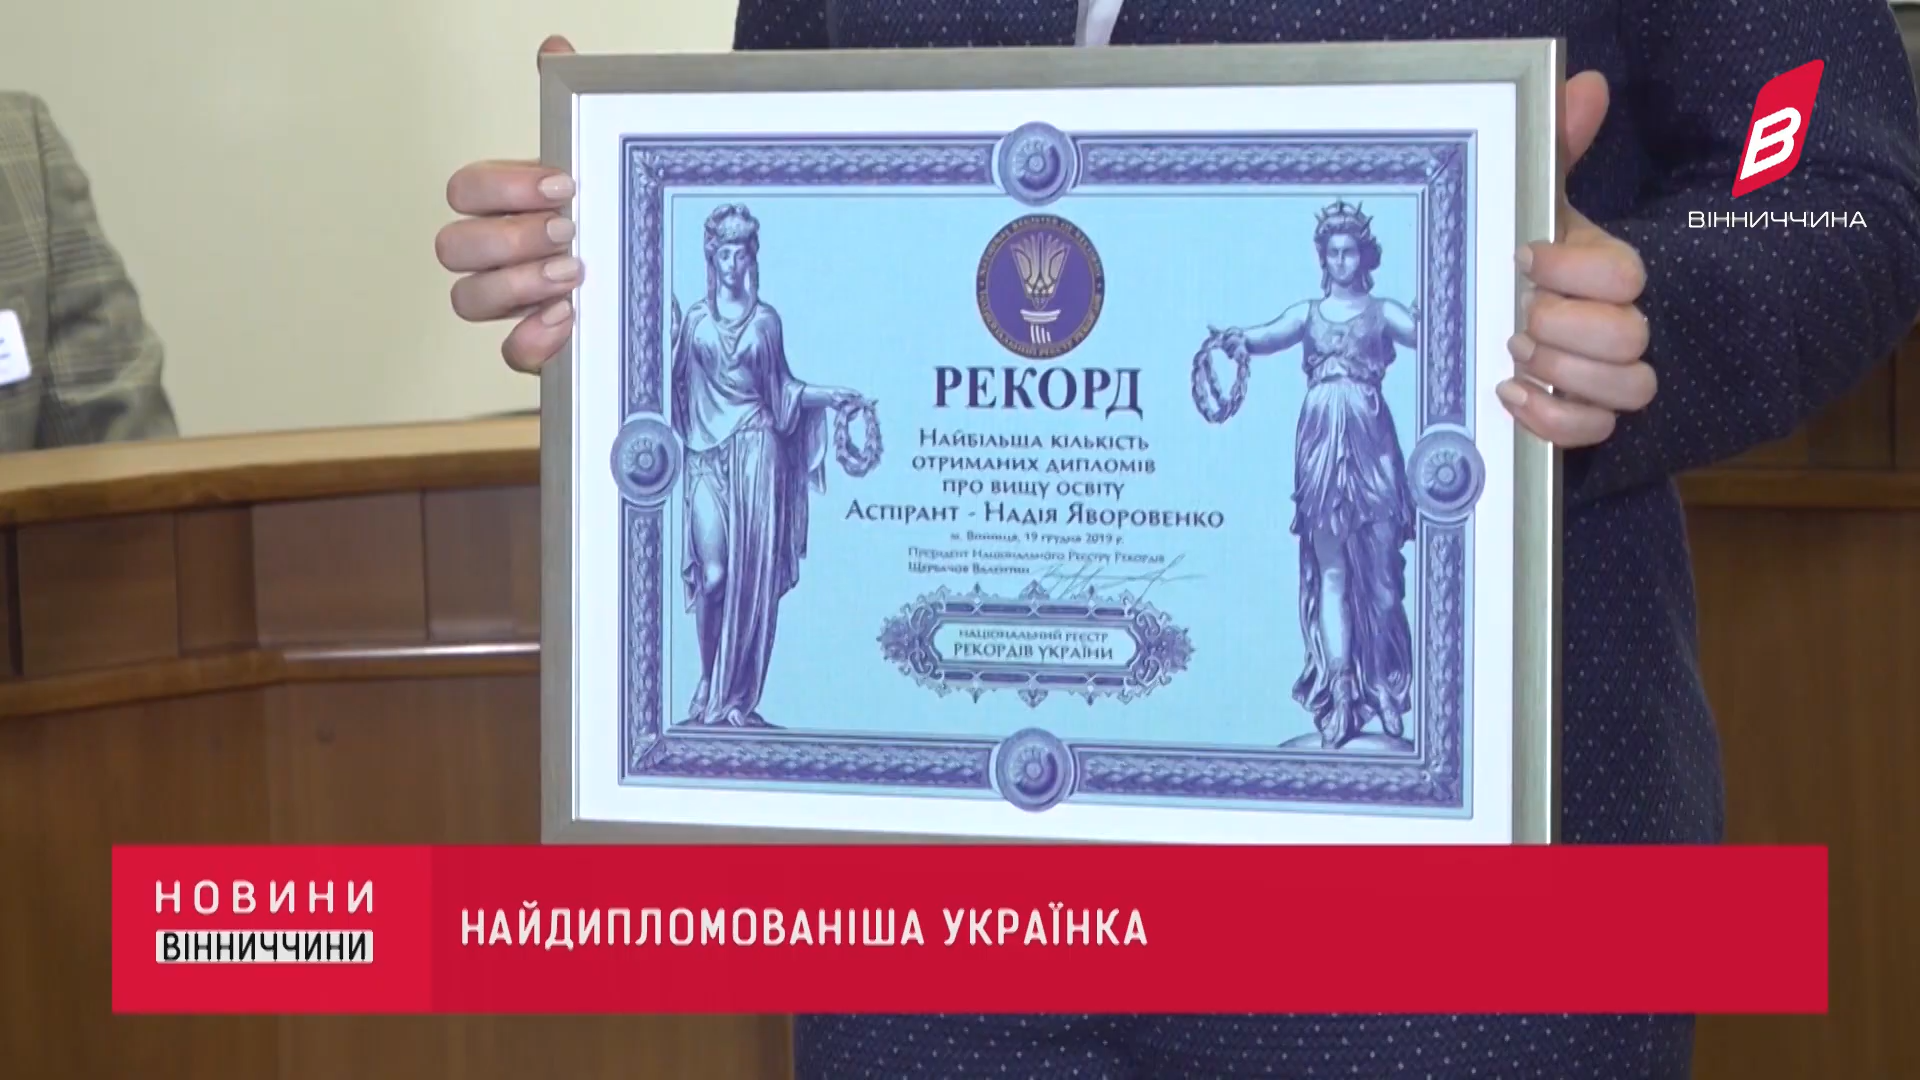 В
ВІННИЧЧИНА
РЕКОРД
Найбільша кількість
отриманих дипломів
про вищу освіту
Аспірант - Надія Яворовенко
м. Вінниця, 19 грудня 2019 р.
Президент Національного Реєстру Рекордів
Щербачов Валентин
НАЦІОНАЛЬНИЙ РЕЄСТР
РЕКОРДІВ УКРАЇНИ
НОВИНИ
ВІННИЧЧИНИ
НАЙДИПЛОМОВАНІША УКРАЇНКА